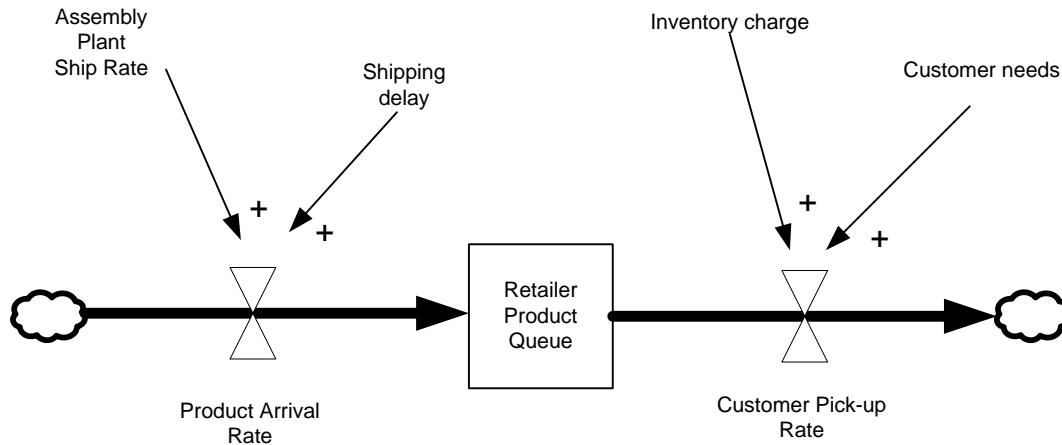 Assembly
Plant
Ship Rate
Shipping
delay
Inventory charge
Customer needs
+
+
+
+
Retailer
Product
Queue
Product Arrival
Rate
Customer Pick-up
Rate